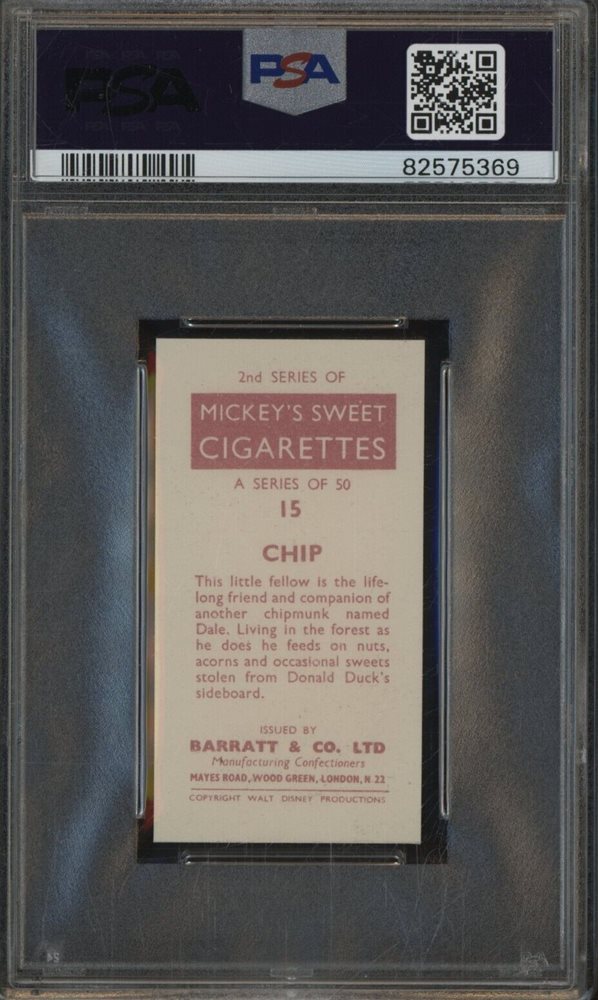 PSA
PSA
82575369
2nd SERIES OF
MICKEY'S SWEET
CIGARETTES
A SERIES OF 50
15
CHIP
This little fellow is the life-
long friend and companion of
another chipmunk named
Dale. Living in the forest as
he does he feeds on nuts,
acorns and occasional sweets
stolen from Donald Duck's
sideboard.
ISSUED BY
BARRATT & CO. LTD
Manufacturing Confectioners
MAYES ROAD, WOOD GREEN, LONDON, N. 22
COPYRIGHT WALT DISNEY PRODUCTIONS